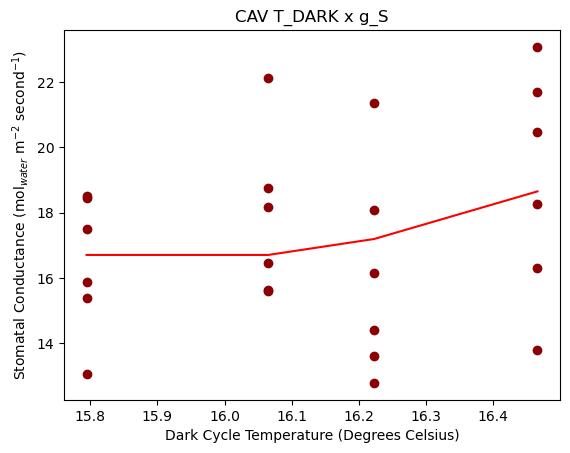 CAV T_DARK x g_S
Stomatal Conductance (mol_water m⁻² second⁻¹)
22
20
18
16
14
15.8 15.9 16.0 16.1 16.2 16.3 16.4
Dark Cycle Temperature (Degrees Celsius)